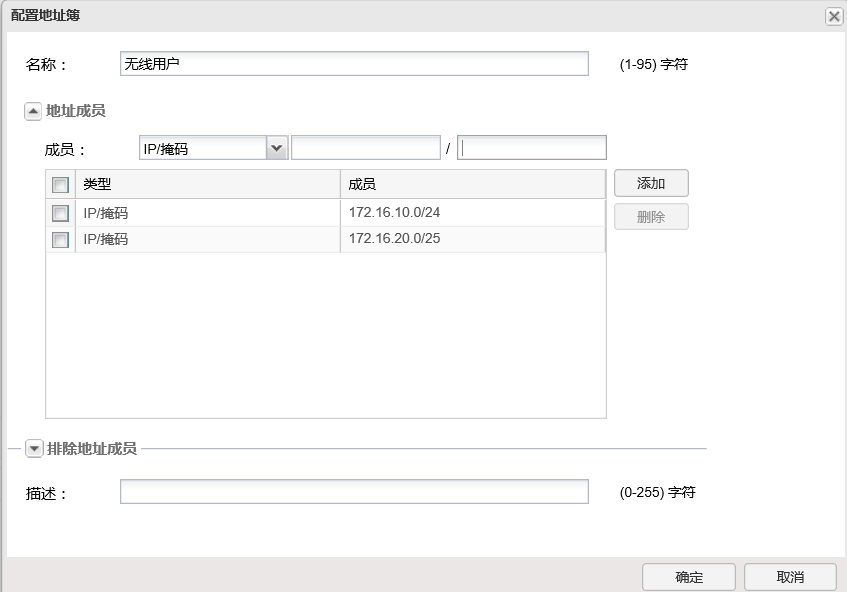 配置地址簿
名称： 无线用户 (1-95) 字符
地址成员
成员： IP/掩码 /
类型 成员 添加
IP/掩码 172.16.10.0/24 删除
IP/掩码 172.16.20.0/25
排除地址成员
描述： (0-255) 字符
确定 取消